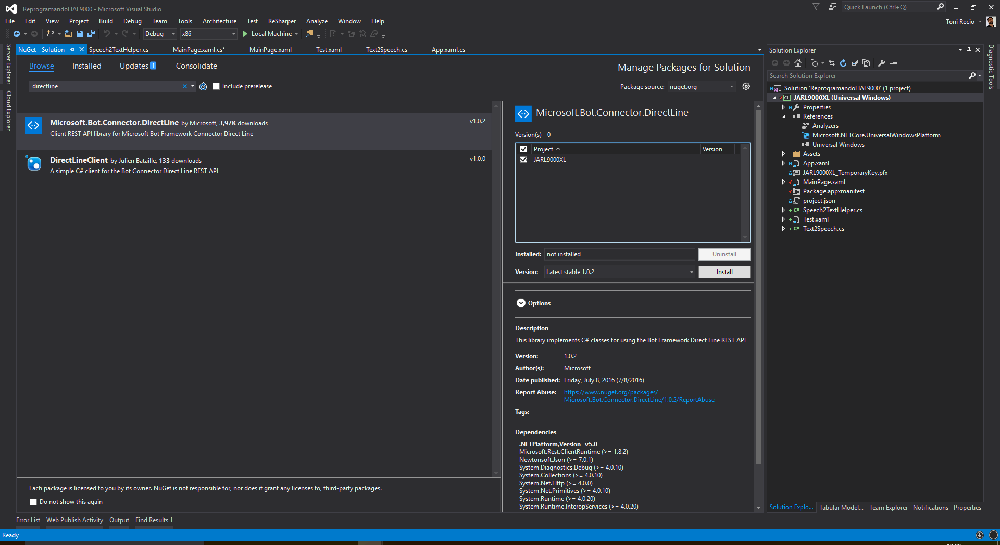 ReprogramandoHAL9000 - Microsoft Visual Studio
Quick Launch (Ctrl+Q)
File Edit View Project Build Debug Team Tools Architecture Test ReSharper Analyze Window Help
Toni Recio
Debug x86 Local Machine
Server Explorer
Cloud Explorer
NuGet - Solution Speech2TextHelper.cs MainPage.xaml.cs* MainPage.xaml Test.xaml Text2Speech.cs App.xaml.cs
Browse Installed Updates 1 Consolidate
Manage Packages for Solution
directline
Include prerelease
Package source: nuget.org
Microsoft.Bot.Connector.DirectLine by Microsoft, 3,97K downloads v1.0.2
Client REST API library for Microsoft Bot Framework Connector Direct Line
DirectLineClient by Julien Bataille, 133 downloads v1.0.0
A simple C# client for the Bot Connector Direct Line REST API
Each package is licensed to you by its owner. NuGet is not responsible for, nor does it grant any licenses to, third-party packages.
Do not show this again
Microsoft.Bot.Connector.DirectLine
Version(s) - 0
Project Version
JARL9000XL
Installed: not installed Uninstall
Version: Latest stable 1.0.2 Install
Options
Description
This library implements C# classes for using the Bot Framework Direct Line REST API
Version: 1.0.2
Author(s): Microsoft
Date published: Friday, July 8, 2016 (7/8/2016)
Report Abuse: https://www.nuget.org/packages/
Microsoft.Bot.Connector.DirectLine/1.0.2/ReportAbuse
Tags:
Dependencies
.NETPlatform,Version=v5.0
Microsoft.Rest.ClientRuntime (>= 1.8.2)
Newtonsoft.Json (>= 7.0.1)
System.Diagnostics.Debug (>= 4.0.10)
System.Collections (>= 4.0.10)
System.Net.Http (>= 4.0.0)
System.Net.Primitives (>= 4.0.10)
System.Runtime (>= 4.0.20)
System.Runtime.InteropServices (>= 4.0.20)
Solution Explorer
Search Solution Explorer
Solution 'ReprogramandoHAL9000' (1 project)
C# JARL9000XL (Universal Windows)
Properties
References
Analyzers
Microsoft.NETCore.UniversalWindowsPlatform
Universal Windows
Assets
App.xaml
JARL9000XL_TemporaryKey.pfx
MainPage.xaml
Package.appxmanifest
project.json
C# Speech2TextHelper.cs
Test.xaml
C# Text2Speech.cs
Diagnostic Tools
Solution Explo... Tabular Model... Team Explorer Notifications Properties
Error List Web Publish Activity Output Find Results 1
Ready